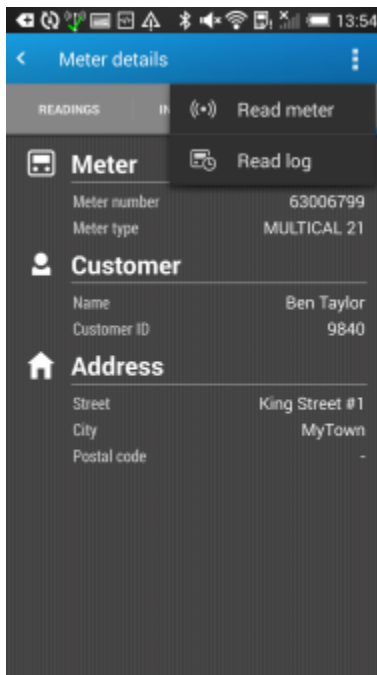 13:54
Meter details
READINGS
IN
Read meter
Read log
Meter
Meter number 63006799
Meter type MULTICAL 21
Customer
Name Ben Taylor
Customer ID 9840
Address
Street King Street #1
City MyTown
Postal code -